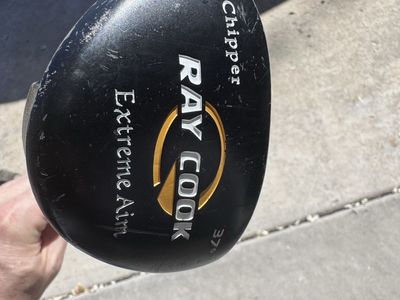 Chipper
RAY COOK
Extreme Aim
37°